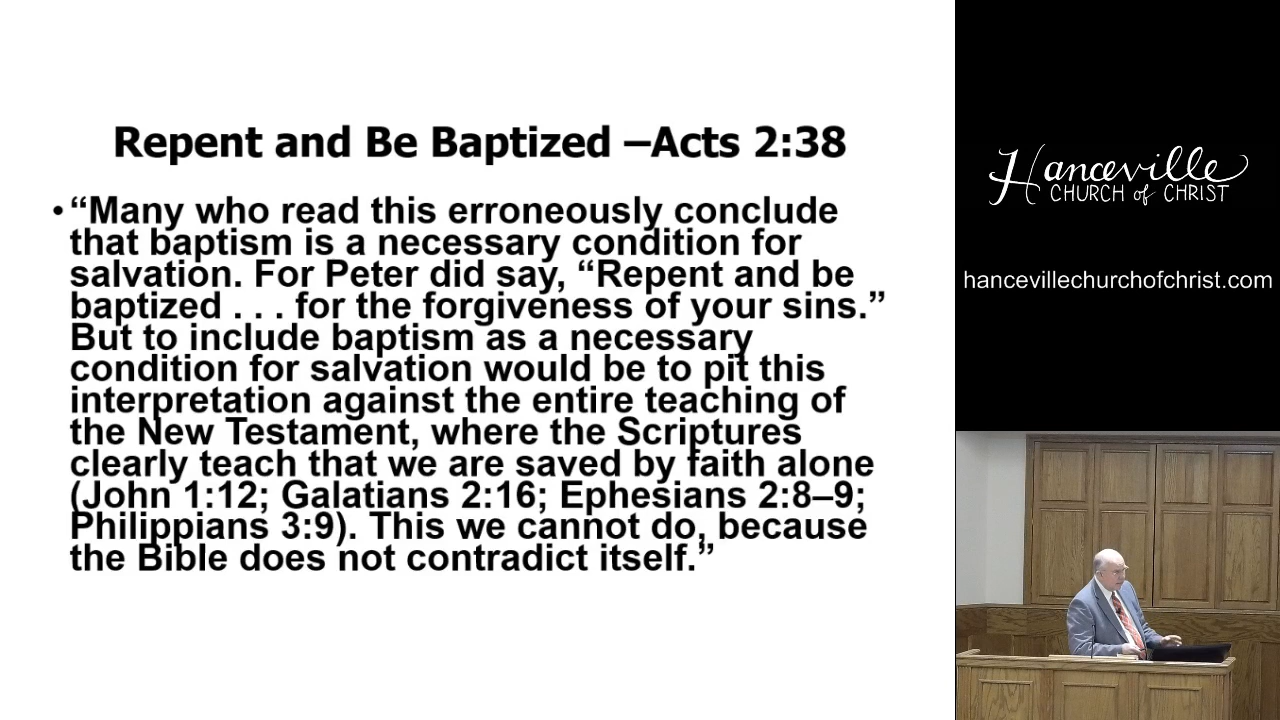 Repent and Be Baptized –Acts 2:38
•“Many who read this erroneously conclude
that baptism is a necessary condition for
salvation. For Peter did say, “Repent and be
baptized . . . for the forgiveness of your sins.”
But to include baptism as a necessary
condition for salvation would be to pit this
interpretation against the entire teaching of
the New Testament, where the Scriptures
clearly teach that we are saved by faith alone
(John 1:12; Galatians 2:16; Ephesians 2:8–9;
Philippians 3:9). This we cannot do, because
the Bible does not contradict itself.”
Hanceville
CHURCH of CHRIST
hancevillechurchofchrist.com